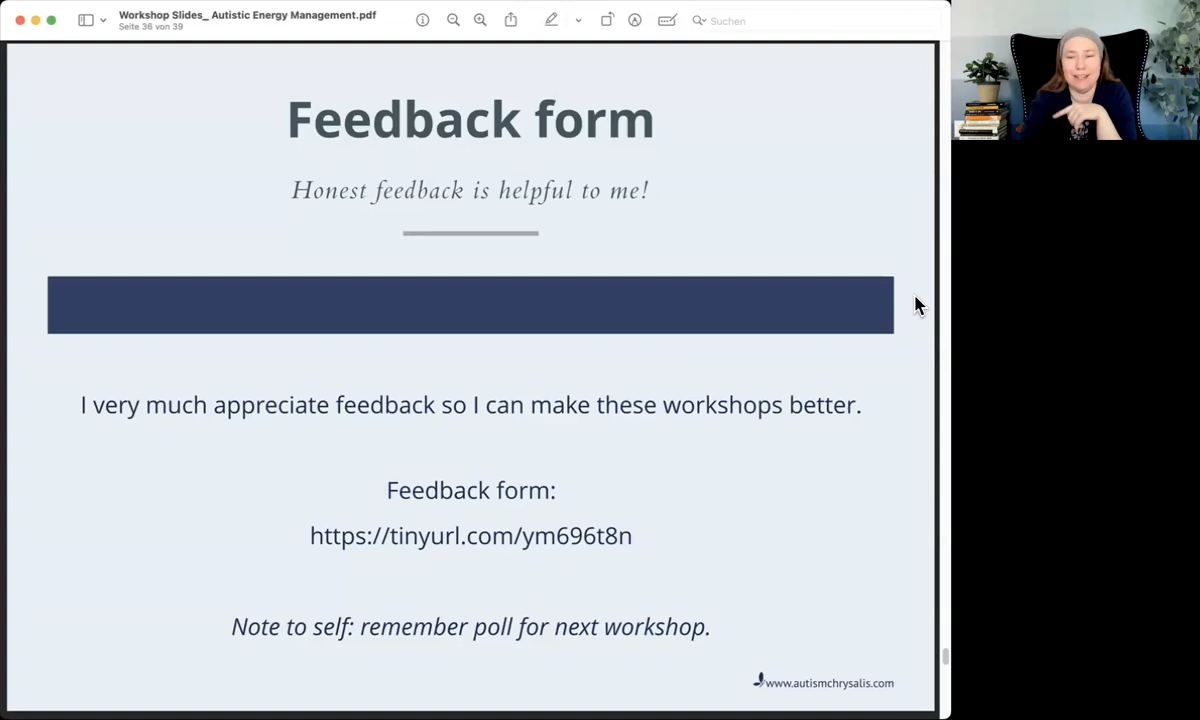 Workshop Slides_ Autistic Energy Management.pdf
Seite 36 von 39
Suchen
Feedback form
Honest feedback is helpful to me!
I very much appreciate feedback so I can make these workshops better.
Feedback form:
https://tinyurl.com/ym696t8n
Note to self: remember poll for next workshop.
www.autismchrysalis.com